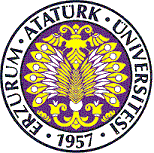 ERZURUM · ATATÜRK · ÜNİVERSİTESİ
· 1957 ·